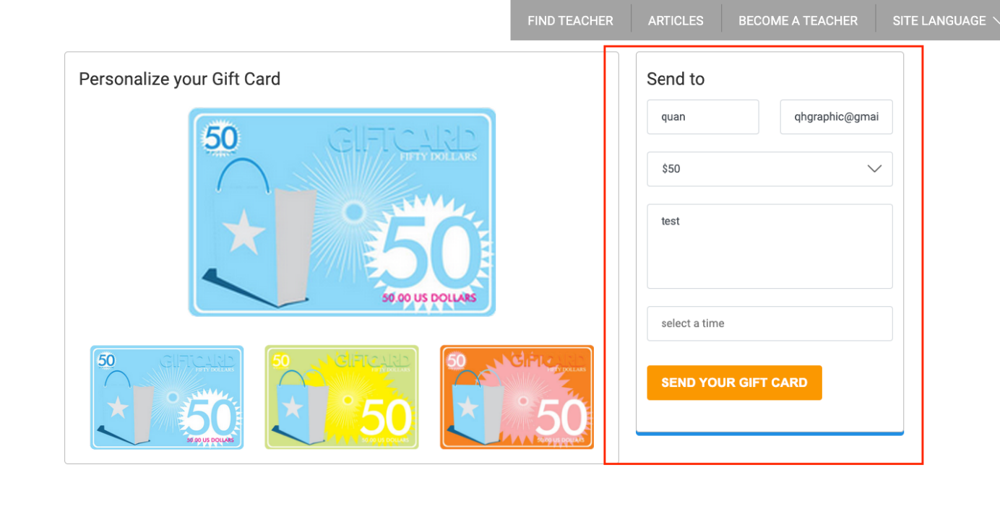 FIND TEACHER
ARTICLES
BECOME A TEACHER
SITE LANGUAGE
Personalize your Gift Card
50
GIFTCARD
FIFTY DOLLARS
50
50.00 US DOLLARS
50
GIFTCARD
FIFTY DOLLARS
50
50.00 US DOLLARS
50
GIFTCARD
FIFTY DOLLARS
50
50.00 US DOLLARS
50
GIFTCARD
FIFTY DOLLARS
50
50.00 US DOLLARS
Send to
quan
qhgraphic@gmai
$50
test
select a time
SEND YOUR GIFT CARD